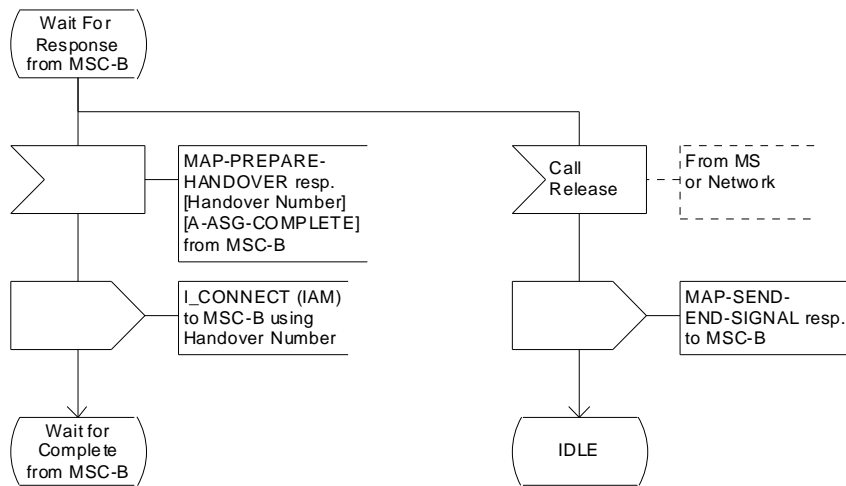 Wait For
Response
from MSC-B
MAP-PREPARE-
HANDOVER resp.
[Handover Number]
[A-ASG-COMPLETE]
from MSC-B
Call
Release
From MS
or Network
I_CONNECT (IAM)
to MSC-B using
Handover Number
MAP-SEND-
END-SIGNAL resp.
to MSC-B
Wait for
Complete
from MSC-B
IDLE